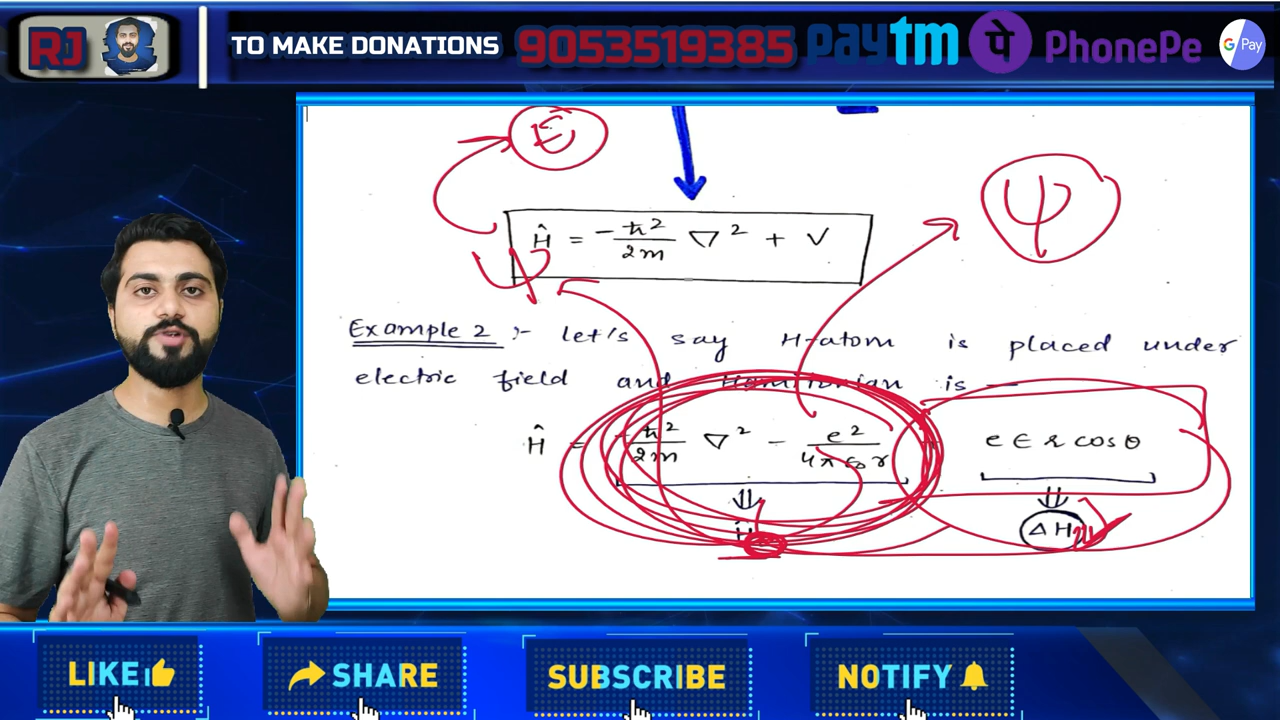 RJ TO MAKE DONATIONS 9053519385 paytm पे PhonePe G Pay
E
ψ
Ĥ = -ħ²/2m ∇² + V
ψ
Example 2 :- let's say H-atom is placed under
electric field and Hamiltonian is —
Ĥ = -ħ²/2m ∇² - e²/4πε₀r e E r cosθ
⇓ ⇓
ΔH
LIKE SHARE SUBSCRIBE NOTIFY